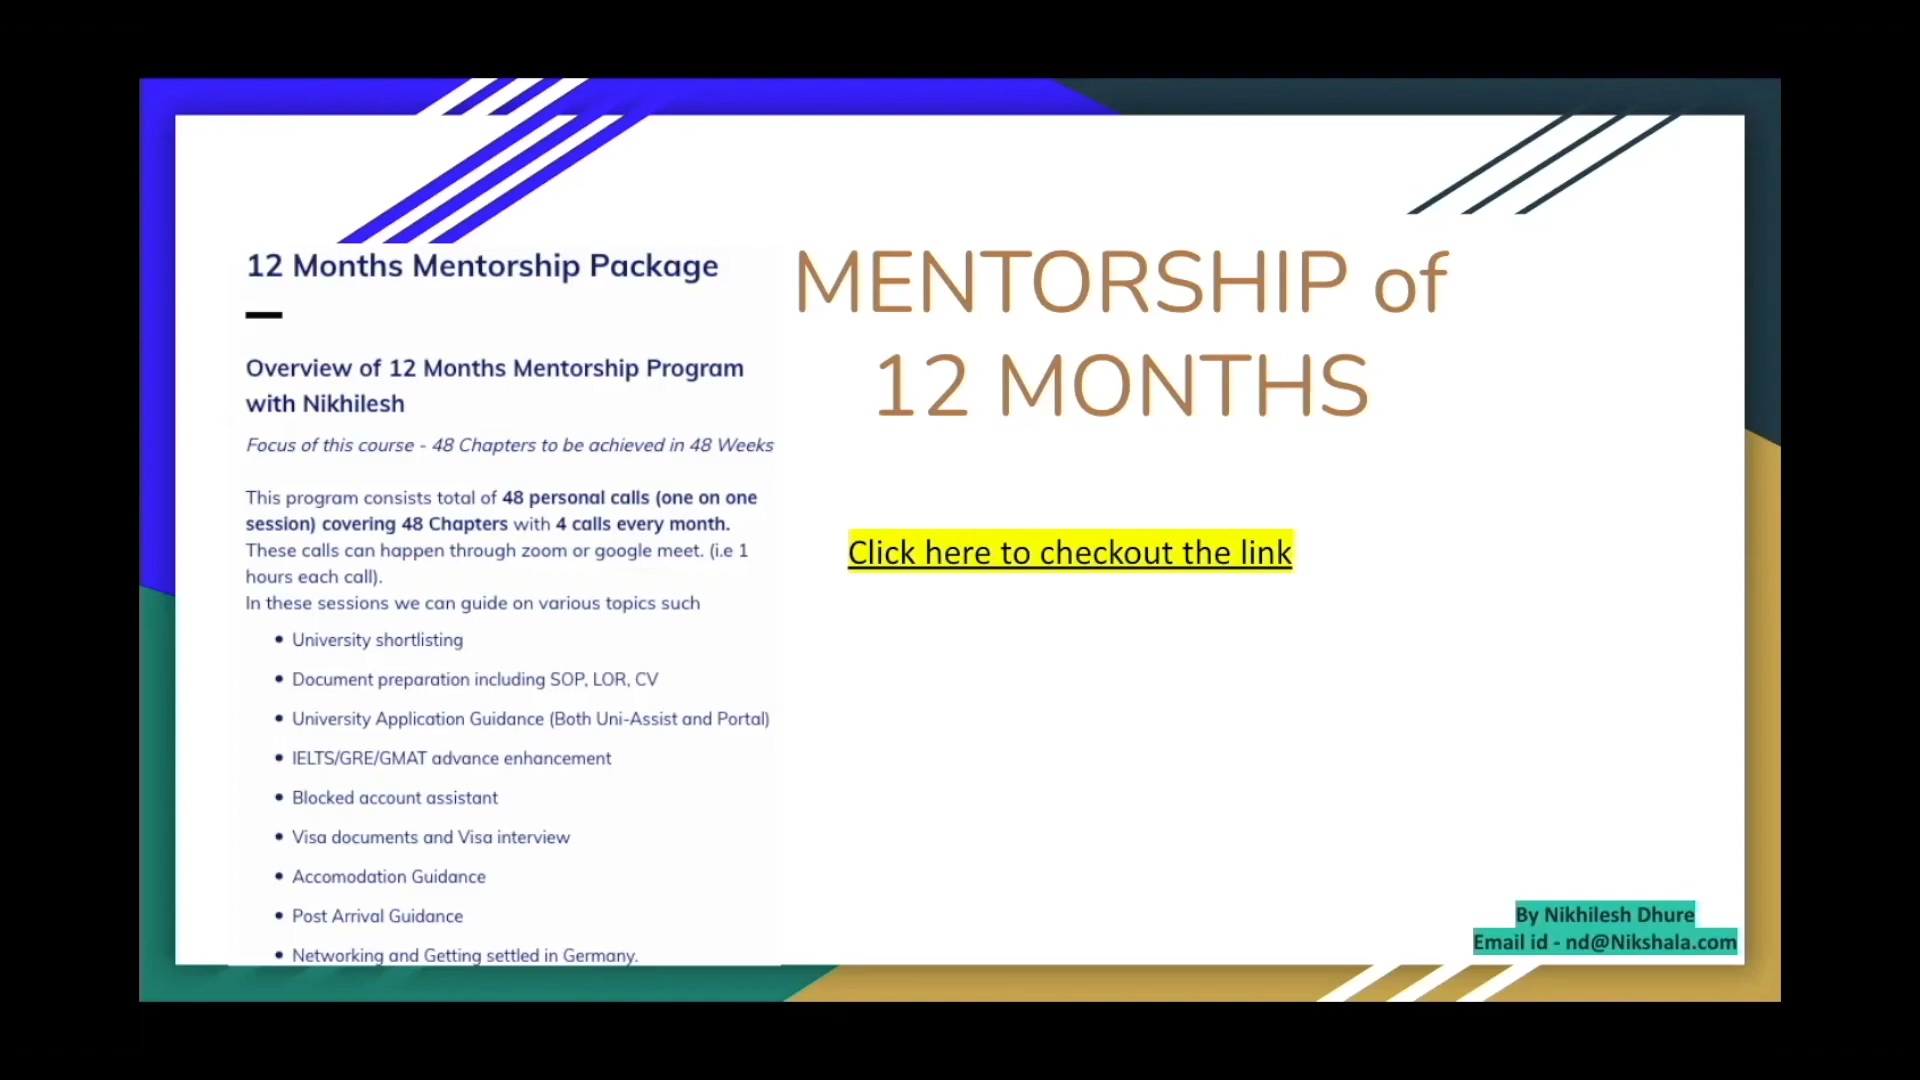 12 Months Mentorship Package
Overview of 12 Months Mentorship Program
with Nikhilesh
Focus of this course - 48 Chapters to be achieved in 48 Weeks
This program consists total of 48 personal calls (one on one
session) covering 48 Chapters with 4 calls every month.
These calls can happen through zoom or google meet. (i.e 1
hours each call).
In these sessions we can guide on various topics such
• University shortlisting
• Document preparation including SOP, LOR, CV
• University Application Guidance (Both Uni-Assist and Portal)
• IELTS/GRE/GMAT advance enhancement
• Blocked account assistant
• Visa documents and Visa interview
• Accomodation Guidance
• Post Arrival Guidance
• Networking and Getting settled in Germany.
MENTORSHIP of
12 MONTHS
Click here to checkout the link
By Nikhilesh Dhure
Email id - nd@Nikshala.com